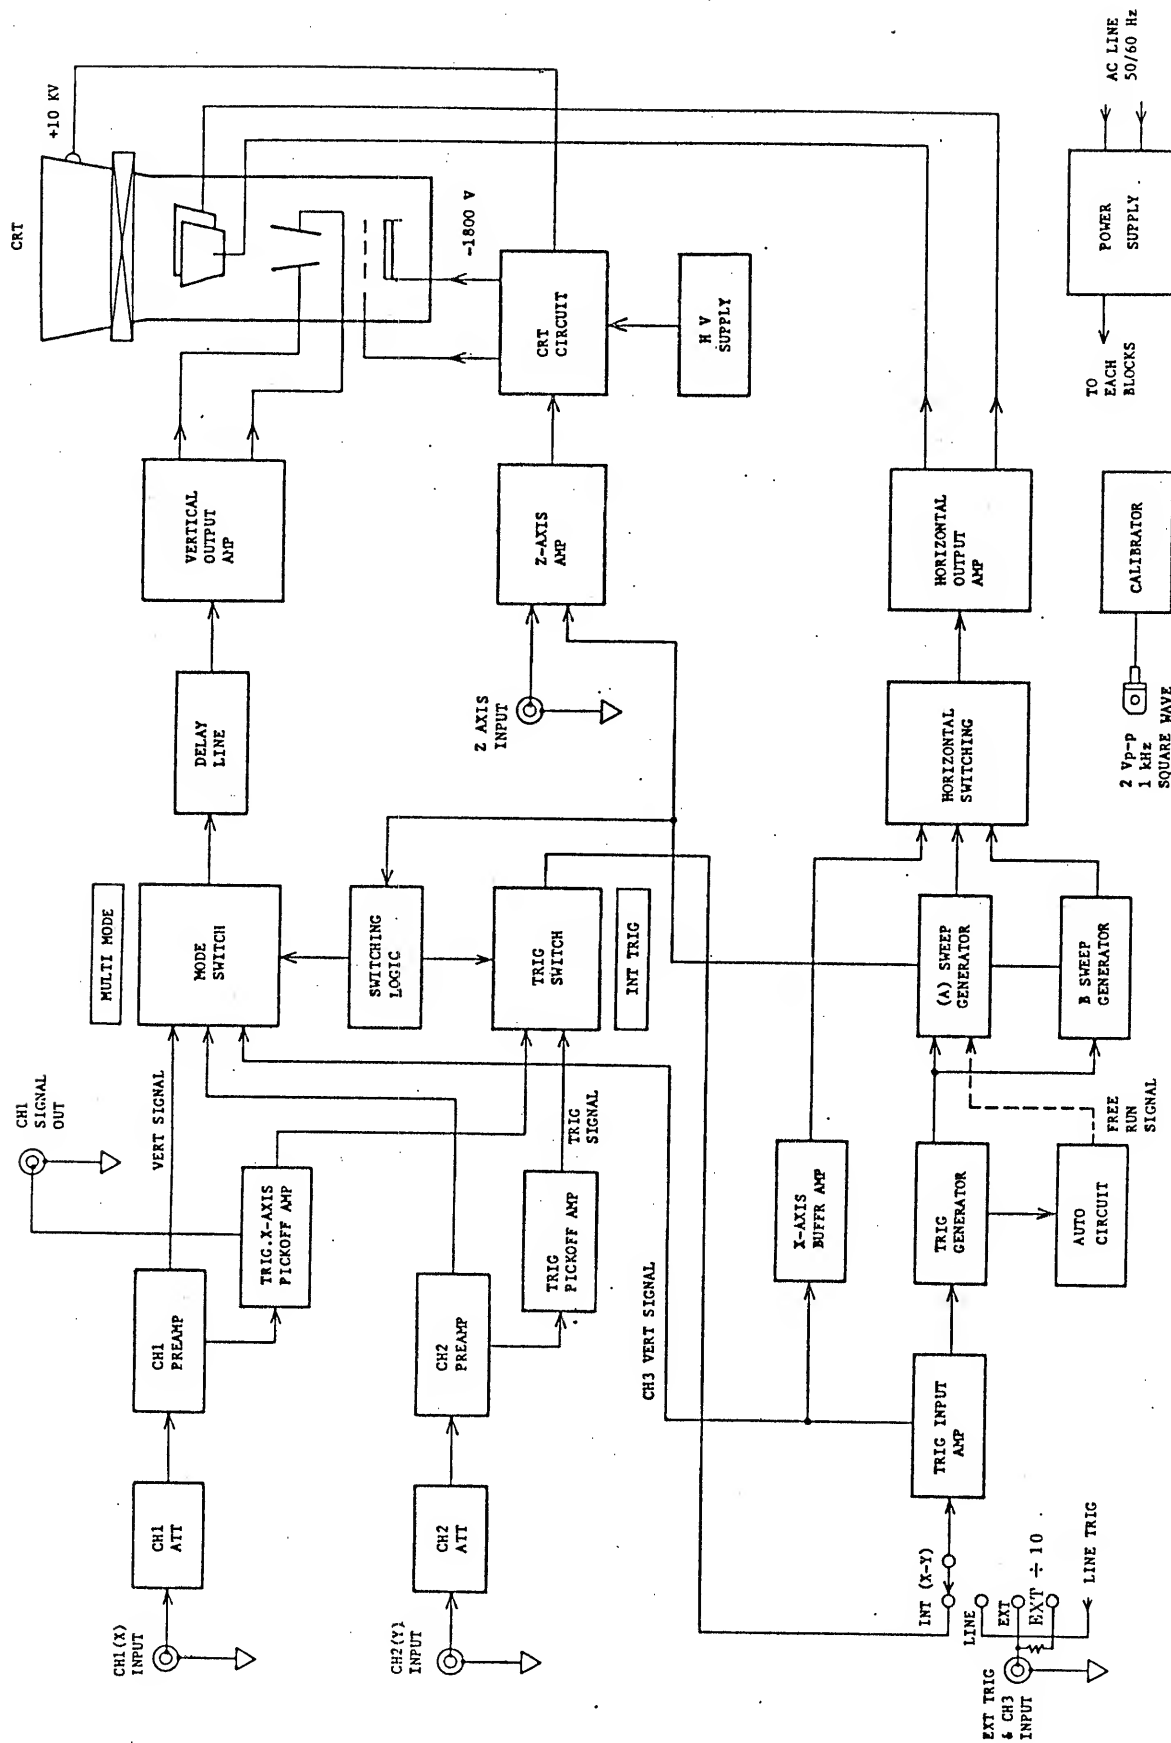 CRT
+10 KV
CH1
SIGNAL
OUT
CH1(X)
INPUT
CH1
ATT
CH1
PREAMP
VERT SIGNAL
TRIG.X-AXIS
PICKOFF AMP
MULTI MODE
MODE
SWITCH
DELAY
LINE
VERTICAL
OUTPUT
AMP
CH2(Y)
INPUT
CH2
ATT
CH2
PREAMP
TRIG
PICKOFF AMP
TRIG
SIGNAL
SWITCHING
LOGIC
TRIG
SWITCH
INT TRIG
Z AXIS
INPUT
Z-AXIS
AMP
CRT
CIRCUIT
-1800 V
H V
SUPPLY
CH3 VERT SIGNAL
X-AXIS
BUFFR AMP
INT (X-Y)
LINE
EXT
EXT ÷ 10
LINE TRIG
EXT TRIG
& CH3
INPUT
TRIG INPUT
AMP
TRIG
GENERATOR
AUTO
CIRCUIT
FREE
RUN
SIGNAL
(A) SWEEP
GENERATOR
B SWEEP
GENERATOR
HORIZONTAL
SWITCHING
HORIZONTAL
OUTPUT
AMP
2 Vp-p
1 kHz
SQUARE WAVE
CALIBRATOR
TO
EACH
BLOCKS
POWER
SUPPLY
AC LINE
50/60 Hz